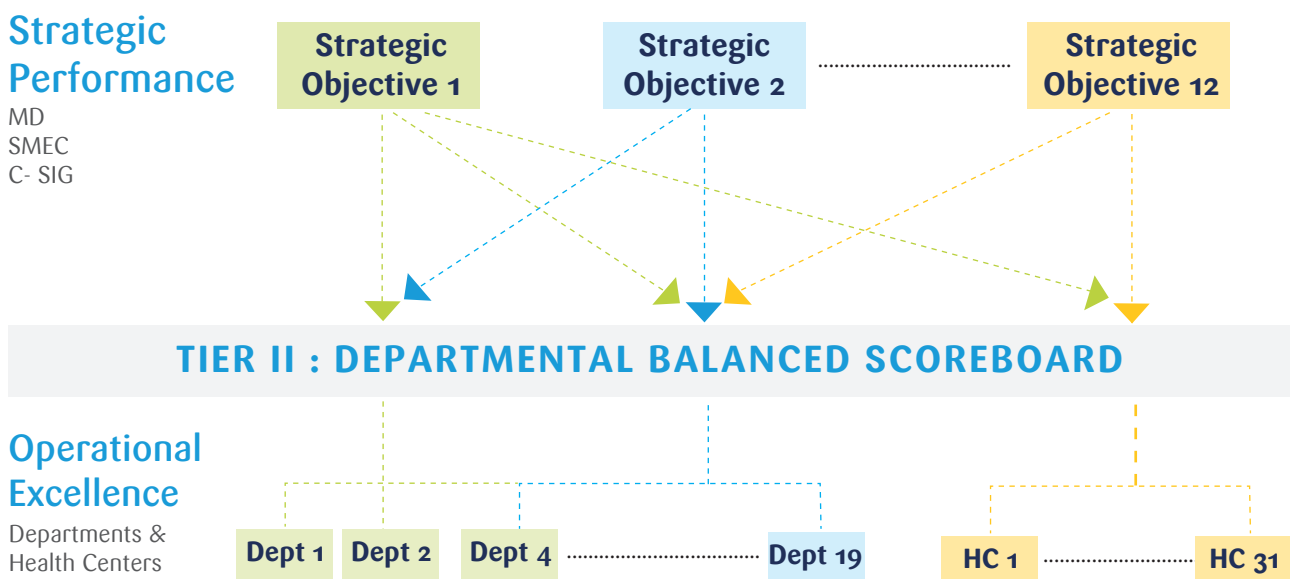 Strategic
Performance
MD
SMEC
C- SIG
Strategic
Objective 1
Strategic
Objective 2
Strategic
Objective 12
TIER II : DEPARTMENTAL BALANCED SCOREBOARD
Operational
Excellence
Departments &
Health Centers
Dept 1
Dept 2
Dept 4
Dept 19
HC 1
HC 31